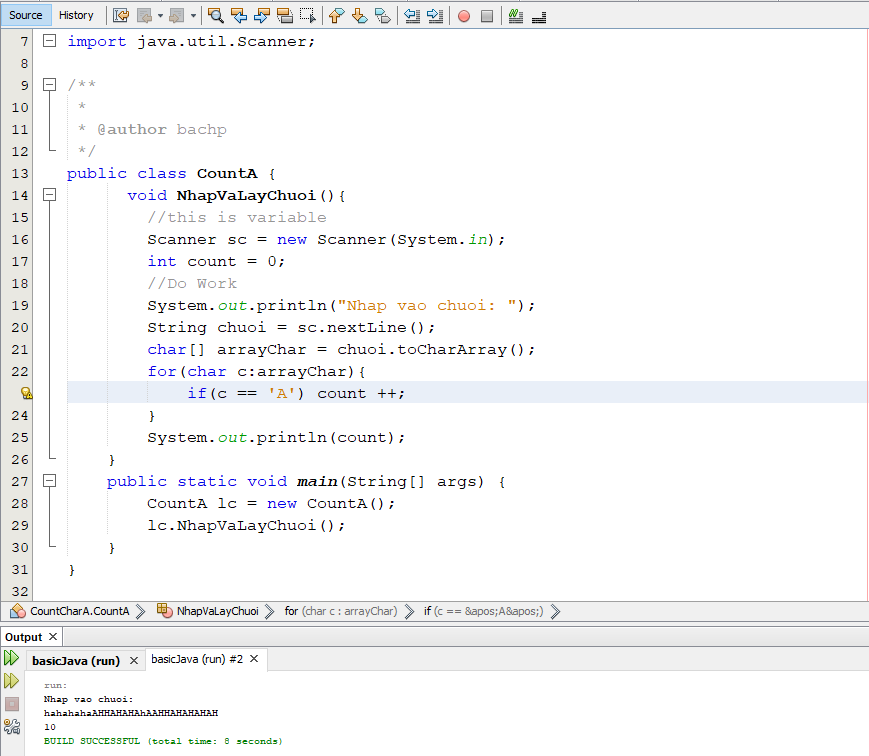 Source History
7 import java.util.Scanner;
8
9 /**
10 *
11 * @author bachp
12 */
13 public class CountA {
14 void NhapVaLayChuoi(){
15 //this is variable
16 Scanner sc = new Scanner(System.in);
17 int count = 0;
18 //Do Work
19 System.out.println("Nhap vao chuoi: ");
20 String chuoi = sc.nextLine();
21 char[] arrayChar = chuoi.toCharArray();
22 for(char c:arrayChar){
if(c == 'A') count ++;
24 }
25 System.out.println(count);
26 }
27 public static void main(String[] args) {
28 CountA lc = new CountA();
29 lc.NhapVaLayChuoi();
30 }
31 }
32
CountCharA.CountA NhapVaLayChuoi for (char c : arrayChar) if (c == &apos;A&apos;)
Output
basicJava (run) basicJava (run) #2
run:
Nhap vao chuoi:
hahahahaAHHAHAHAhAAHHAHAHAHAH
10
BUILD SUCCESSFUL (total time: 8 seconds)